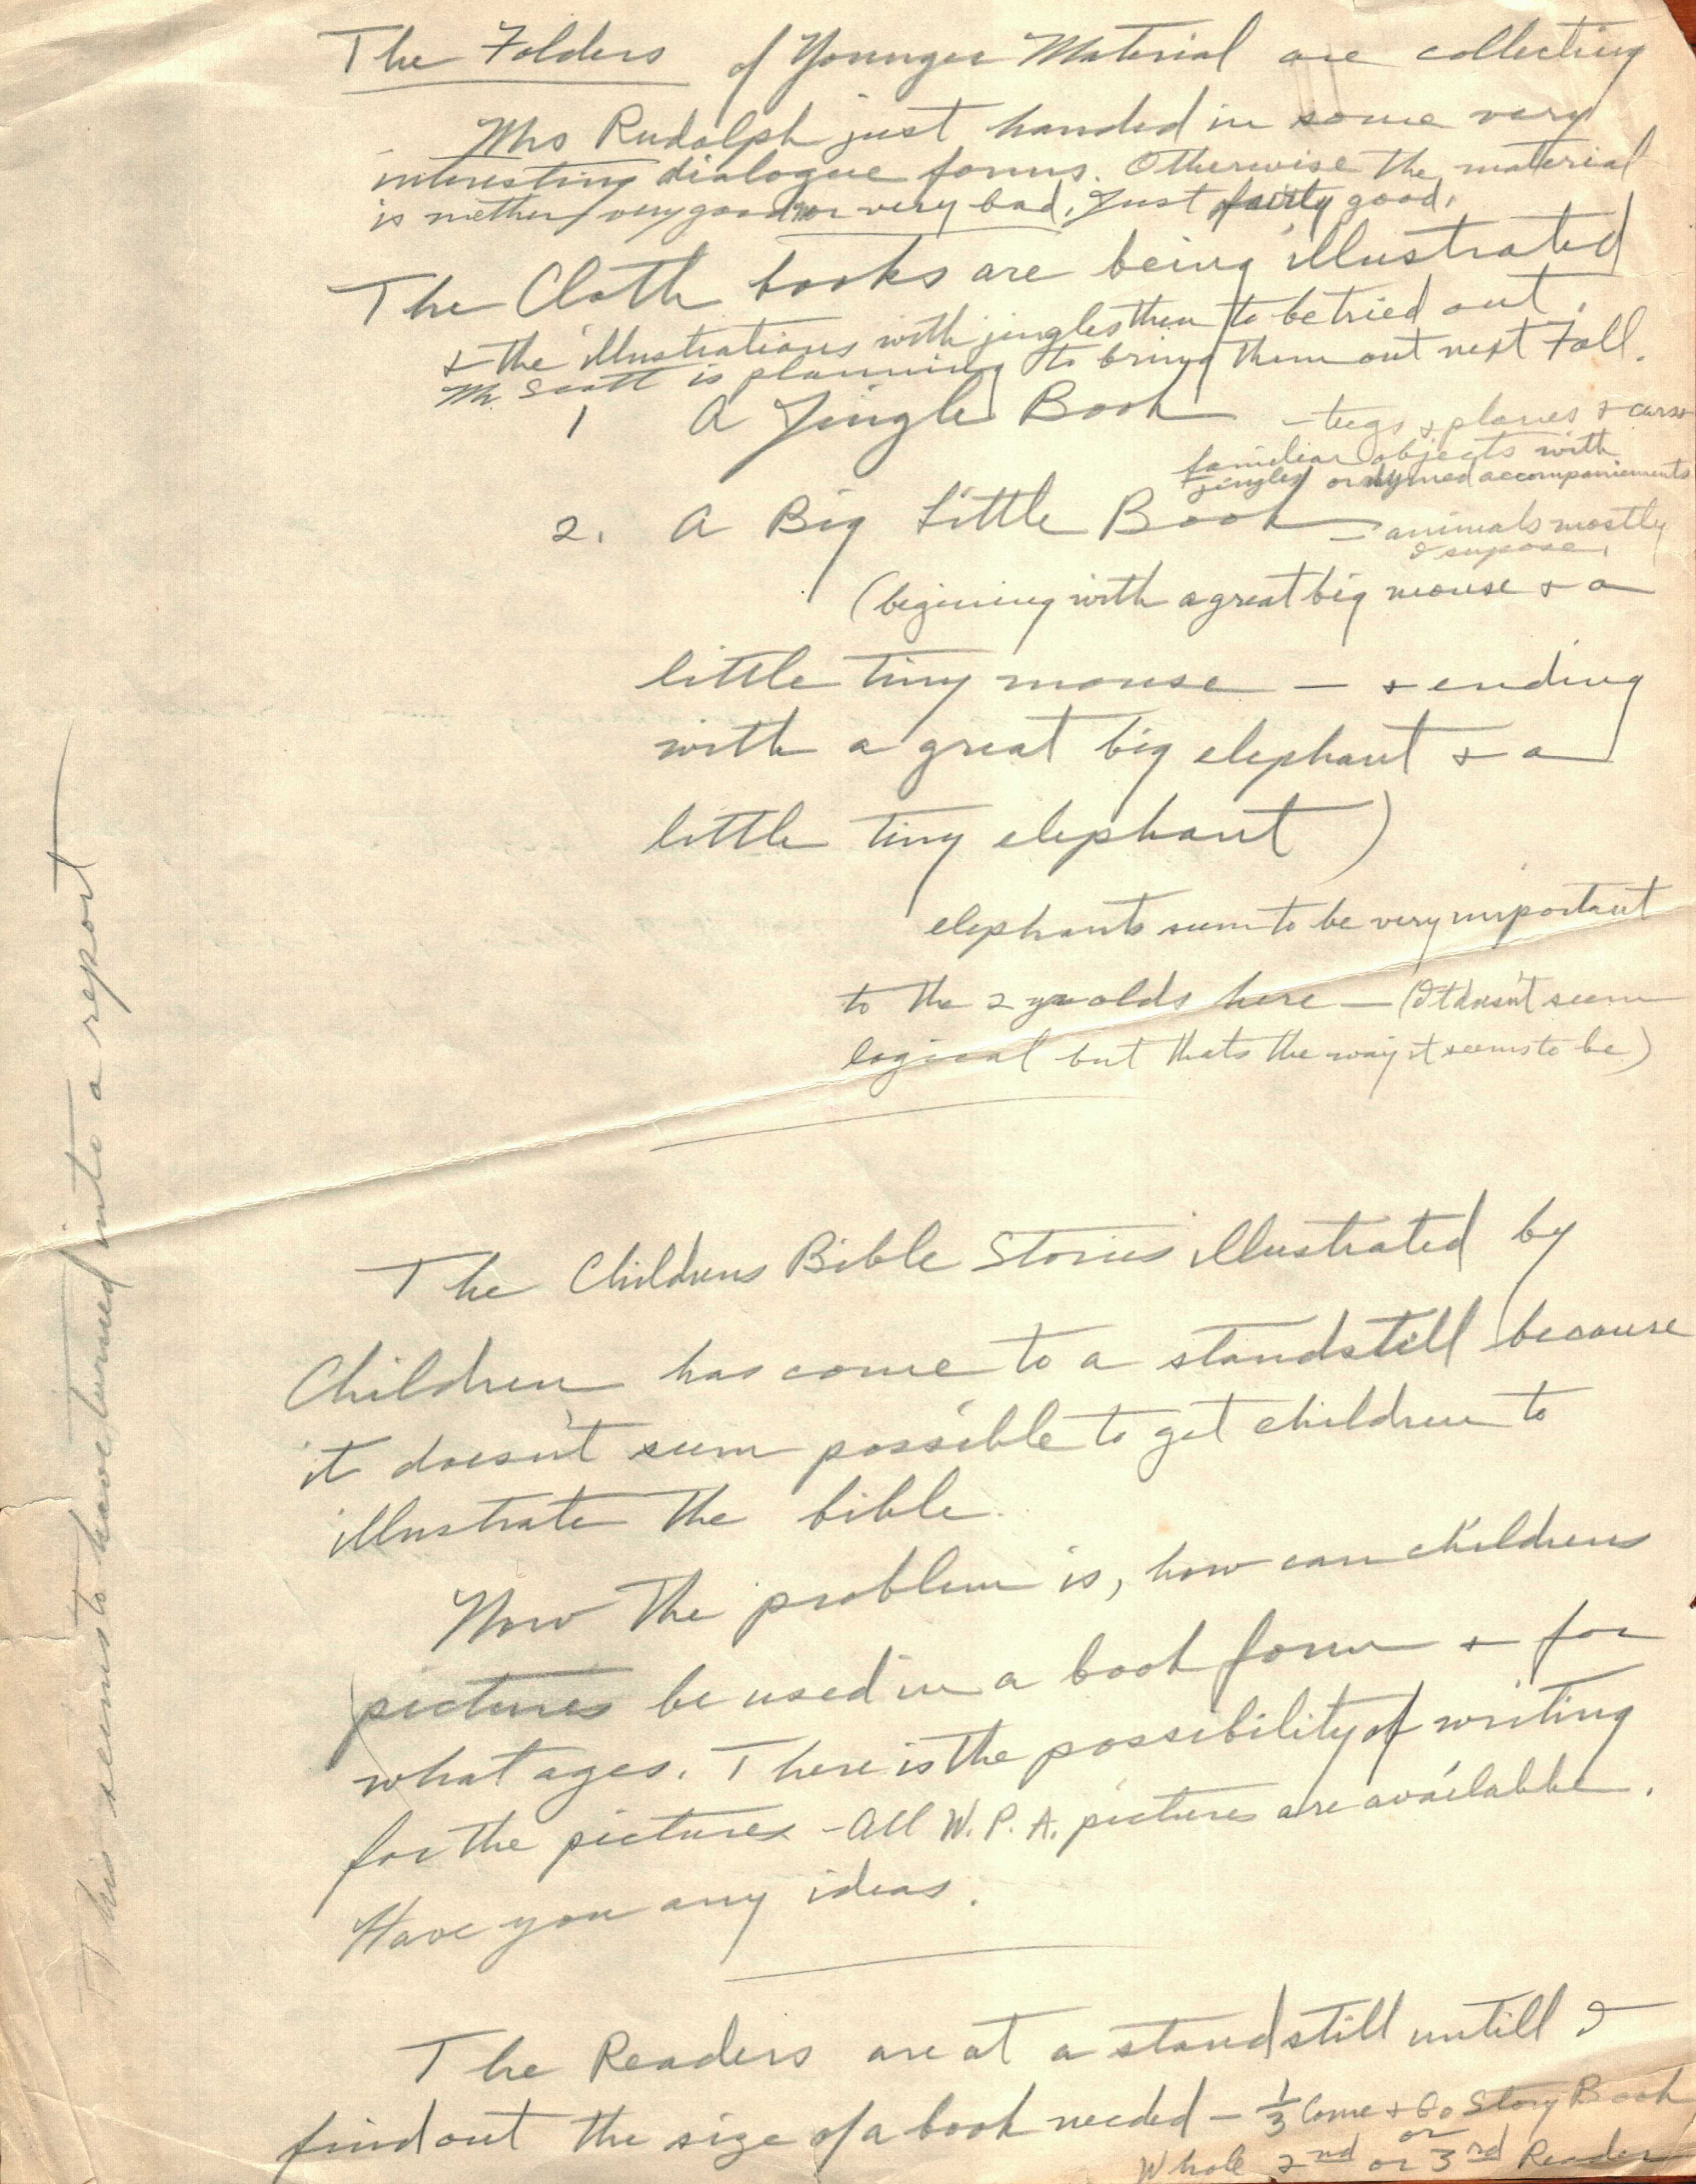 The Folders of Younger Material are collecting
Mrs Rudolph just handed in some very
interesting dialogue forms. Otherwise the material
is niether very good nor very bad. Just fairly good.
The Cloth books are being illustrated
+ the illustrations with jingles then to be tried out.
Mr. Scott is planning to bring them out next Fall.
1 A Jingle Book - tugs + planes + cars +
familiar objects with
jingles or rhymed accompaniements
2. A Big Little Book — animals mostly
I supose.
(begining with a great big mouse + a
little tiny mouse — + ending
with a great big elephant + a
little tiny elephant)
elephants seem to be very important
to the 2 yr olds here — (It doesn't seem
logical but thats the way it seems to be)
The Childrens Bible Stories illustrated by
Children has come to a standstill because
it doesn't seem possible to get children to
illustrate the bible.
Now the problem is, how can childrens
pictures be used in a book form + for
what ages. There is the possibility of writing
for the pictures - All W.P.A. pictures are available.
Have you any ideas.
The Readers are at a standstill untill I
find out the size of a book needed — 1/3 Come + Go Story Book
or
Whole 2nd or 3rd Reader
This seems to have turned into a report